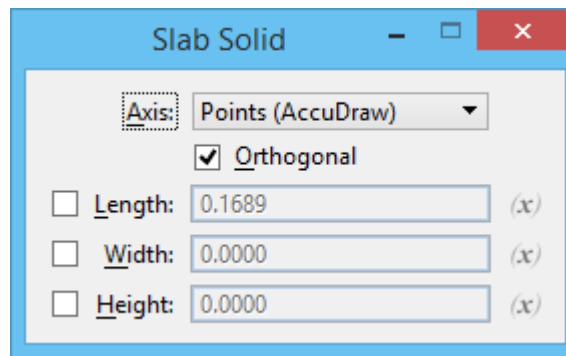 Slab Solid
Axis: Points (AccuDraw)
Orthogonal
Length: 0.1689 (x)
Width: 0.0000 (x)
Height: 0.0000 (x)